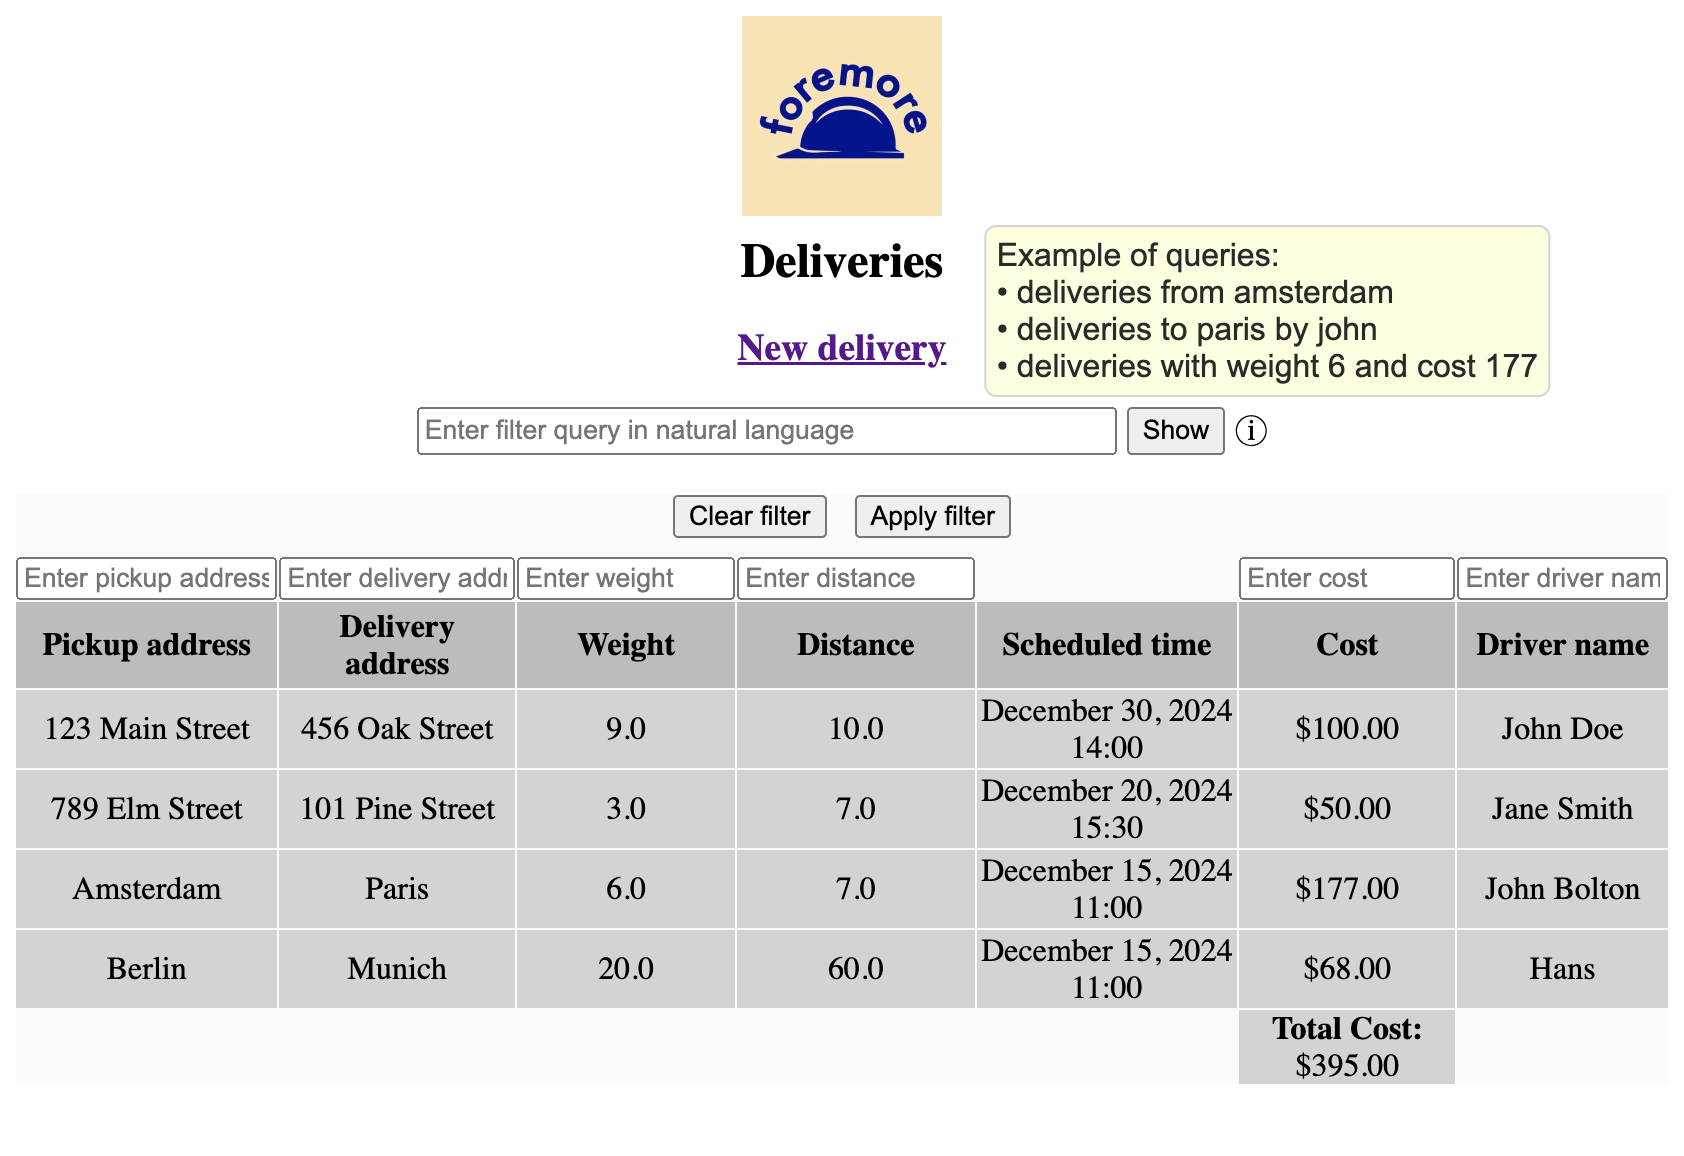 foremore
Deliveries
New delivery
Example of queries:
• deliveries from amsterdam
• deliveries to paris by john
• deliveries with weight 6 and cost 177
Enter filter query in natural language Show ⓘ
Clear filter Apply filter
Enter pickup address Enter delivery addr Enter weight Enter distance Enter cost Enter driver nam
Pickup address Delivery address Weight Distance Scheduled time Cost Driver name
123 Main Street 456 Oak Street 9.0 10.0 December 30, 2024 14:00 $100.00 John Doe
789 Elm Street 101 Pine Street 3.0 7.0 December 20, 2024 15:30 $50.00 Jane Smith
Amsterdam Paris 6.0 7.0 December 15, 2024 11:00 $177.00 John Bolton
Berlin Munich 20.0 60.0 December 15, 2024 11:00 $68.00 Hans
Total Cost:
$395.00